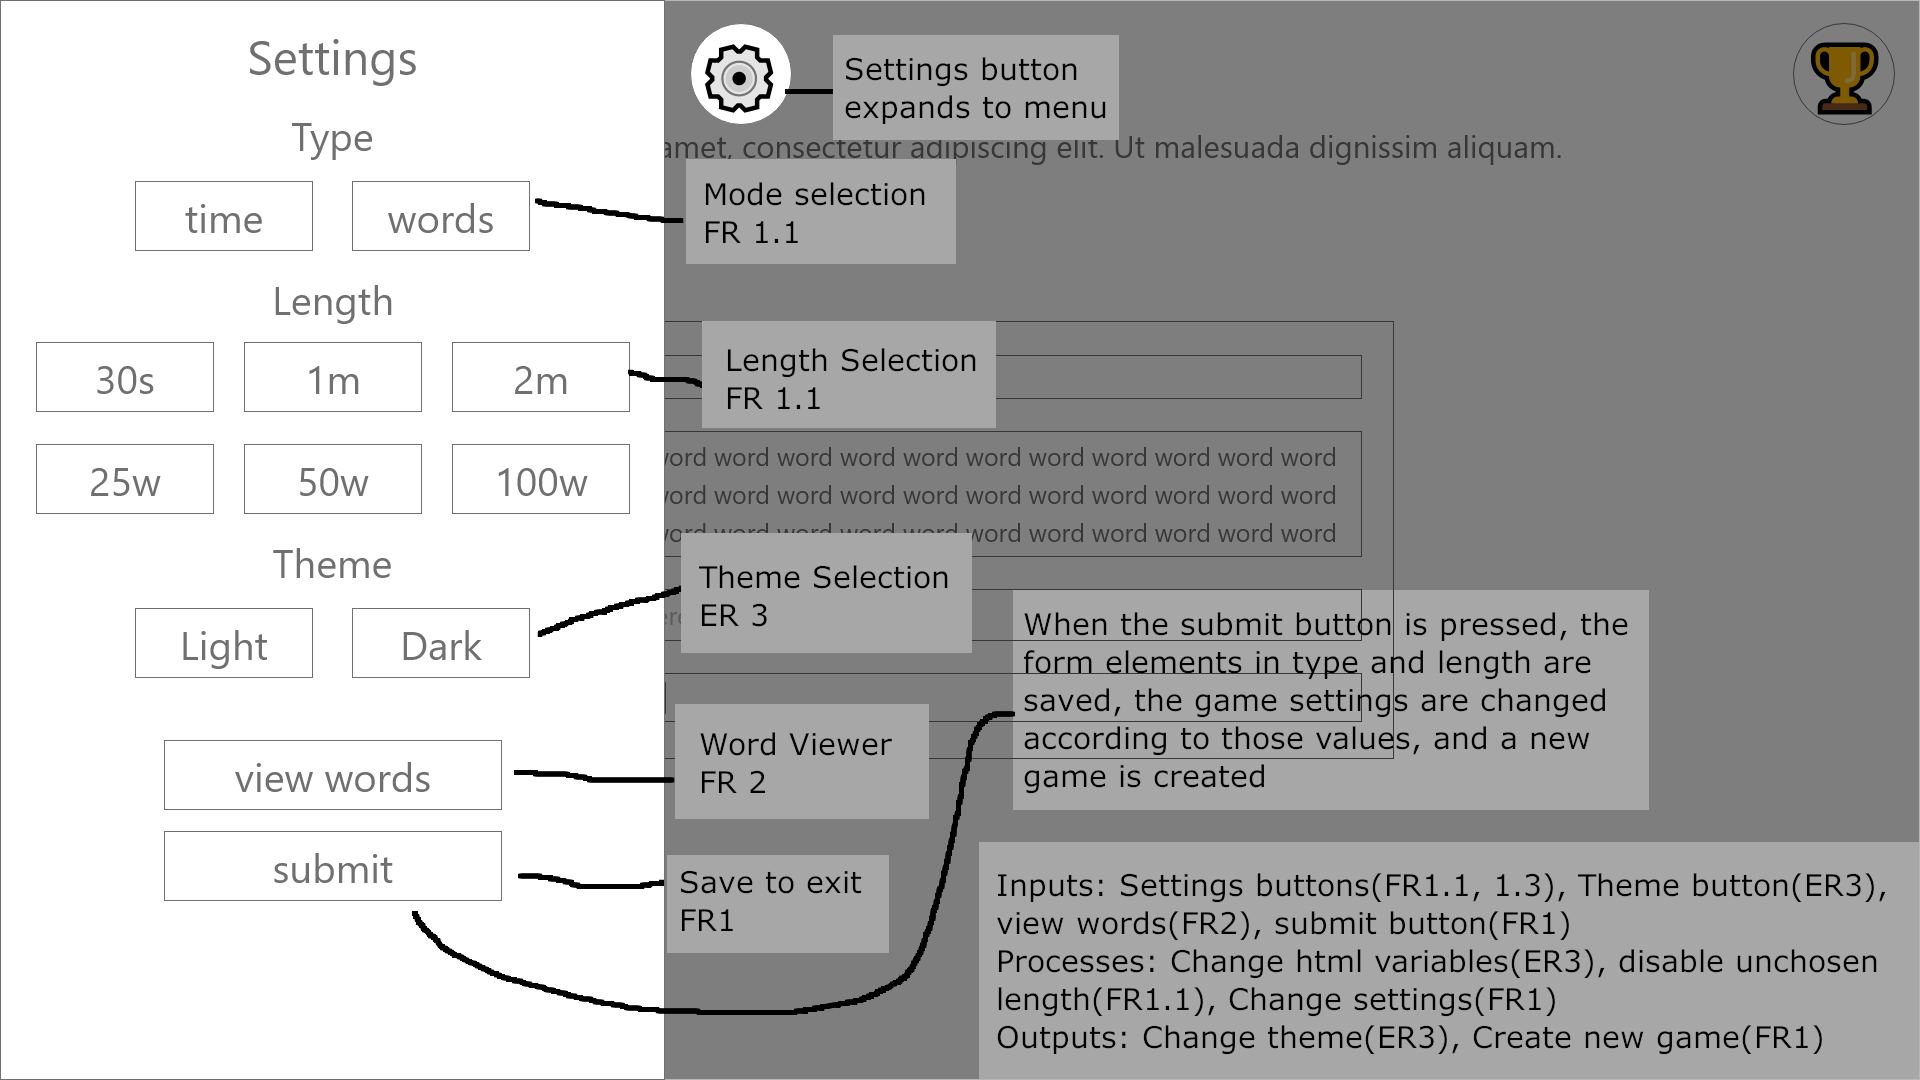 Settings
Type
time words
Length
30s 1m 2m
25w 50w 100w
Theme
Light Dark
view words
submit
Settings button
expands to menu
amet, consectetur adipiscing elit. Ut malesuada dignissim aliquam.
Mode selection
FR 1.1
Length Selection
FR 1.1
word word word word word word word word word word word
word word word word word word word word word word word
word word word word word word word word word word word
Theme Selection
ER 3
When the submit button is pressed, the
form elements in type and length are
saved, the game settings are changed
according to those values, and a new
game is created
Word Viewer
FR 2
Save to exit
FR1
Inputs: Settings buttons(FR1.1, 1.3), Theme button(ER3),
view words(FR2), submit button(FR1)
Processes: Change html variables(ER3), disable unchosen
length(FR1.1), Change settings(FR1)
Outputs: Change theme(ER3), Create new game(FR1)